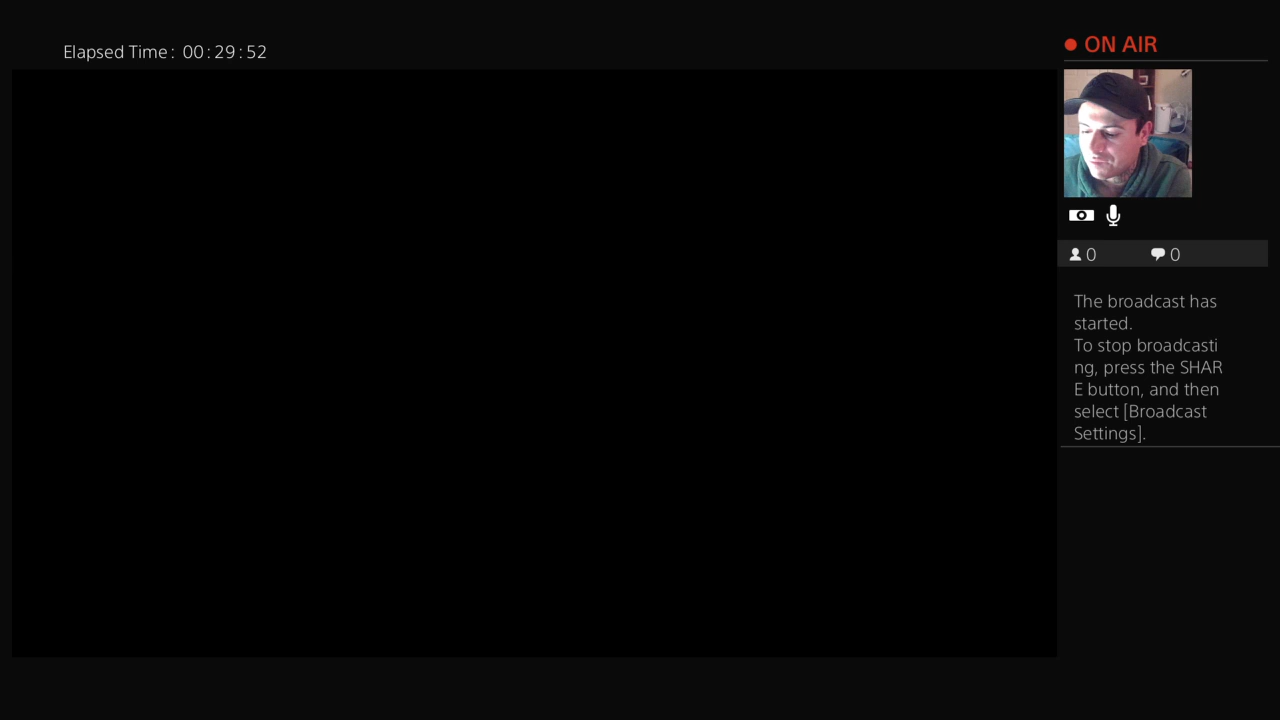 Elapsed Time: 00:29:52
ON AIR
0 0
The broadcast has
started.
To stop broadcasti
ng, press the SHAR
E button, and then
select [Broadcast
Settings].